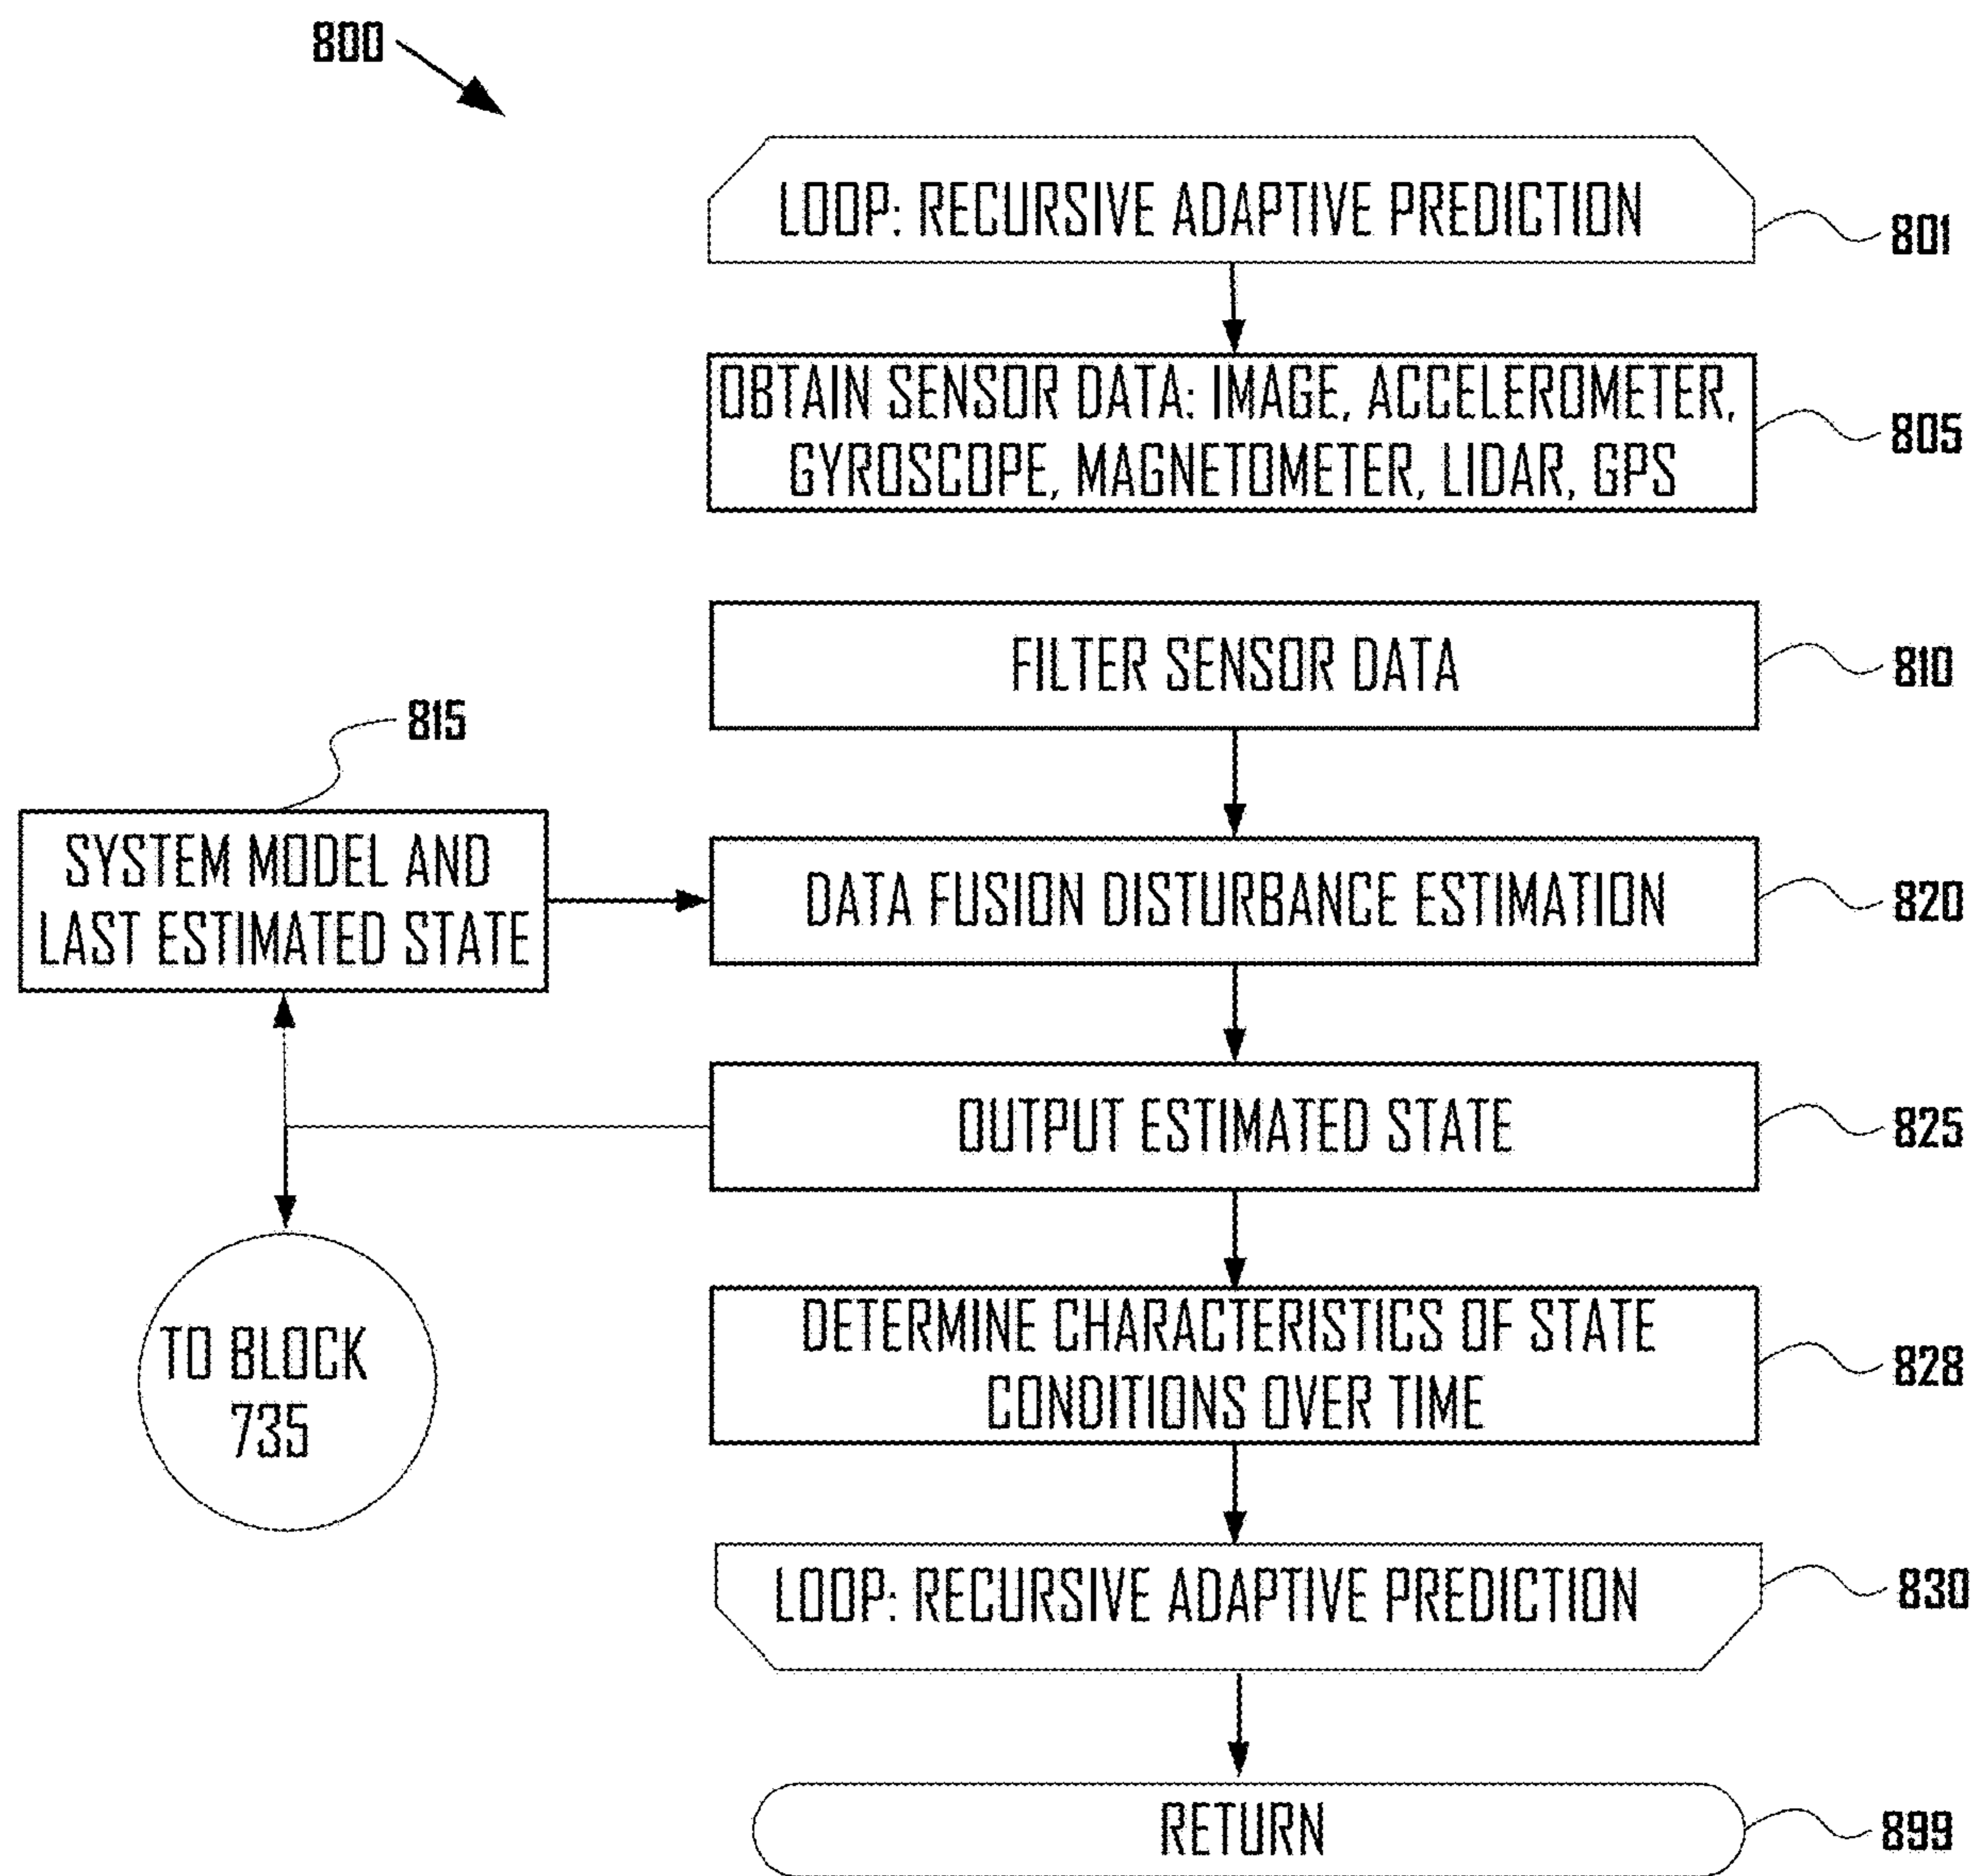 800
LOOP: RECURSIVE ADAPTIVE PREDICTION
801
OBTAIN SENSOR DATA: IMAGE, ACCELEROMETER,
GYROSCOPE, MAGNETOMETER, LIDAR, GPS
805
FILTER SENSOR DATA
810
815
SYSTEM MODEL AND
LAST ESTIMATED STATE
DATA FUSION DISTURBANCE ESTIMATION
820
OUTPUT ESTIMATED STATE
825
TO BLOCK
735
DETERMINE CHARACTERISTICS OF STATE
CONDITIONS OVER TIME
828
LOOP: RECURSIVE ADAPTIVE PREDICTION
830
RETURN
899